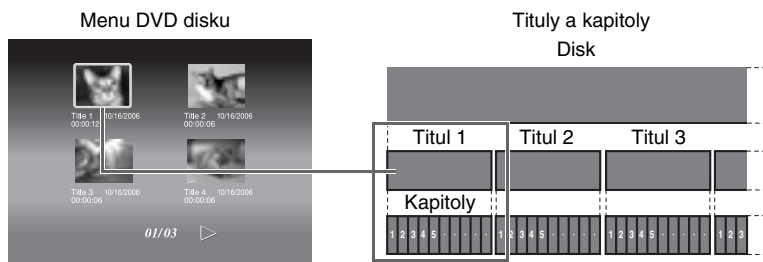 Menu DVD disku
Title 1 10/16/2006
00:00:12
Title 2 10/16/2006
00:00:06
Title 3 10/16/2006
00:00:06
Title 4 10/16/2006
00:00:06
01/03
Tituly a kapitoly
Disk
Titul 1 Titul 2 Titul 3
Kapitoly
1 2 3 4 5 · · · · · 1 2 3 4 5 · · · · · 1 2 3 4 5 · · · · · 1 2 3